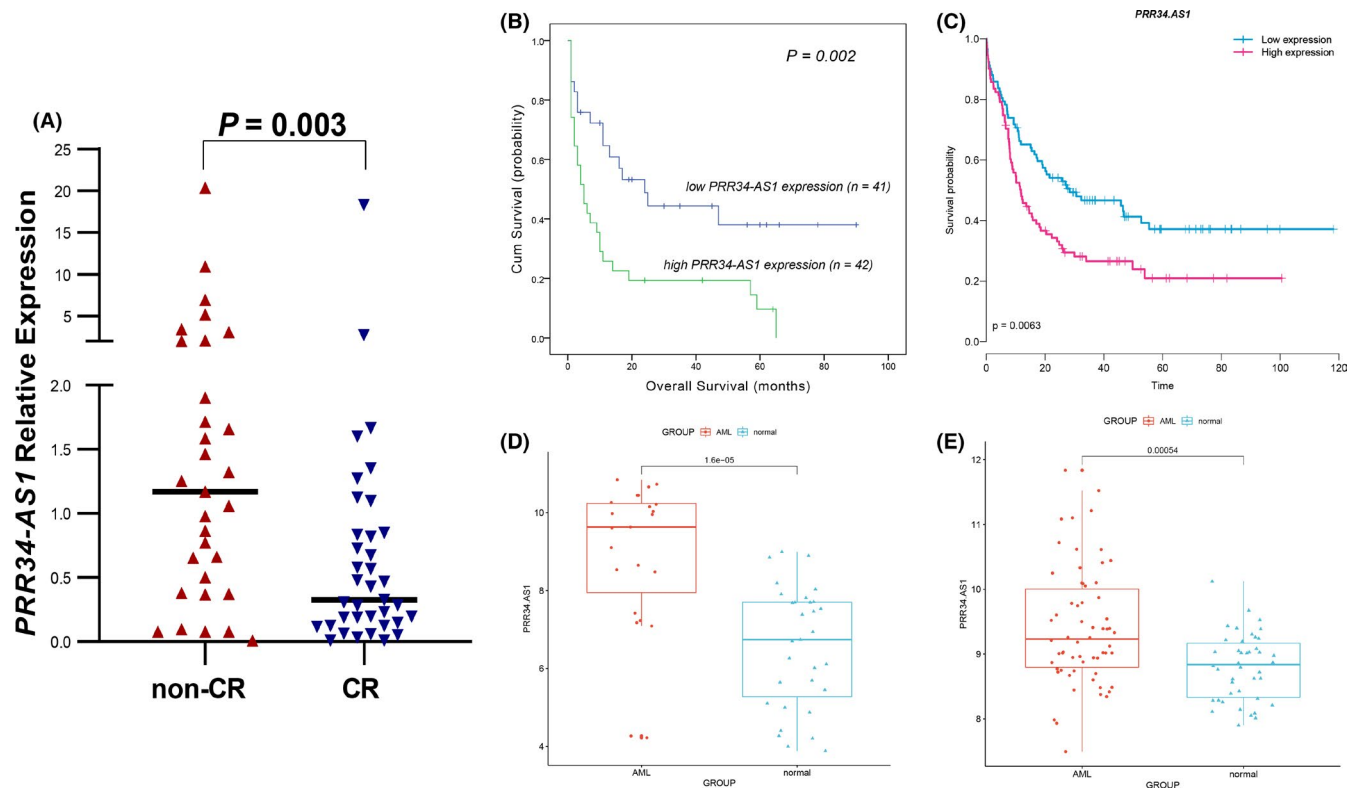 (A)
P = 0.003
PRR34-AS1 Relative Expression
25
20
15
10
5
2.0
1.5
1.0
0.5
0.0
non-CR
CR
(B)
P = 0.002
Cum Survival (probability)
1.0
0.8
0.6
0.4
0.2
0.0
low PRR34-AS1 expression (n = 41)
high PRR34-AS1 expression (n = 42)
0 20 40 60 80 100
Overall Survival (months)
(C)
PRR34.AS1
Low expression
High expression
Survival probability
1.0
0.8
0.6
0.4
0.2
0.0
p = 0.0063
0 20 40 60 80 100 120
Time
(D)
GROUP AML normal
1.6e-05
PRR34.AS1
10
8
6
4
AML normal
GROUP
(E)
GROUP AML normal
0.00054
PRR34.AS1
12
11
10
9
8
AML normal
GROUP